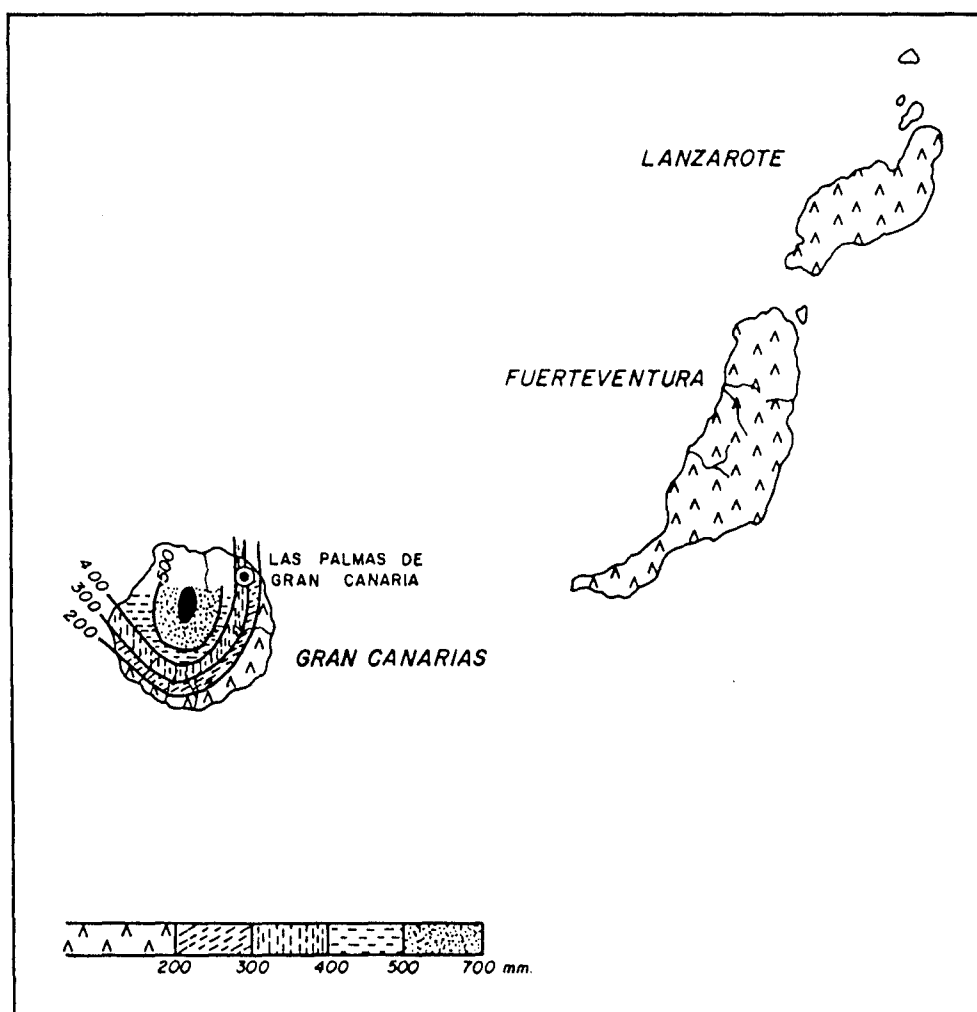 LANZAROTE
FUERTEVENTURA
LAS PALMAS DE
GRAN CANARIA
500
400
300
200
GRAN CANARIAS
200 300 400 500 700 mm.